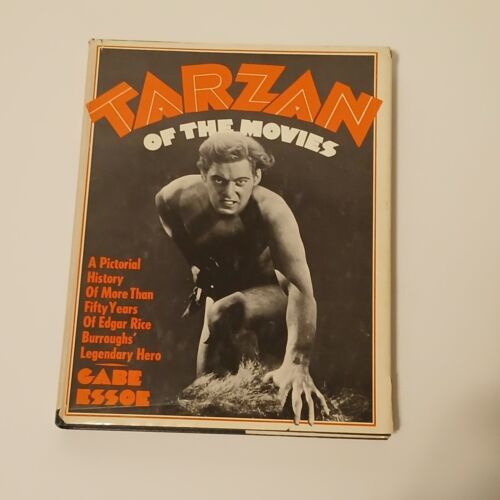 TARZAN
OF THE MOVIES
A Pictorial
History
Of More Than
Fifty Years
Of Edgar Rice
Burroughs'
Legendary Hero
GABE
ESSOE